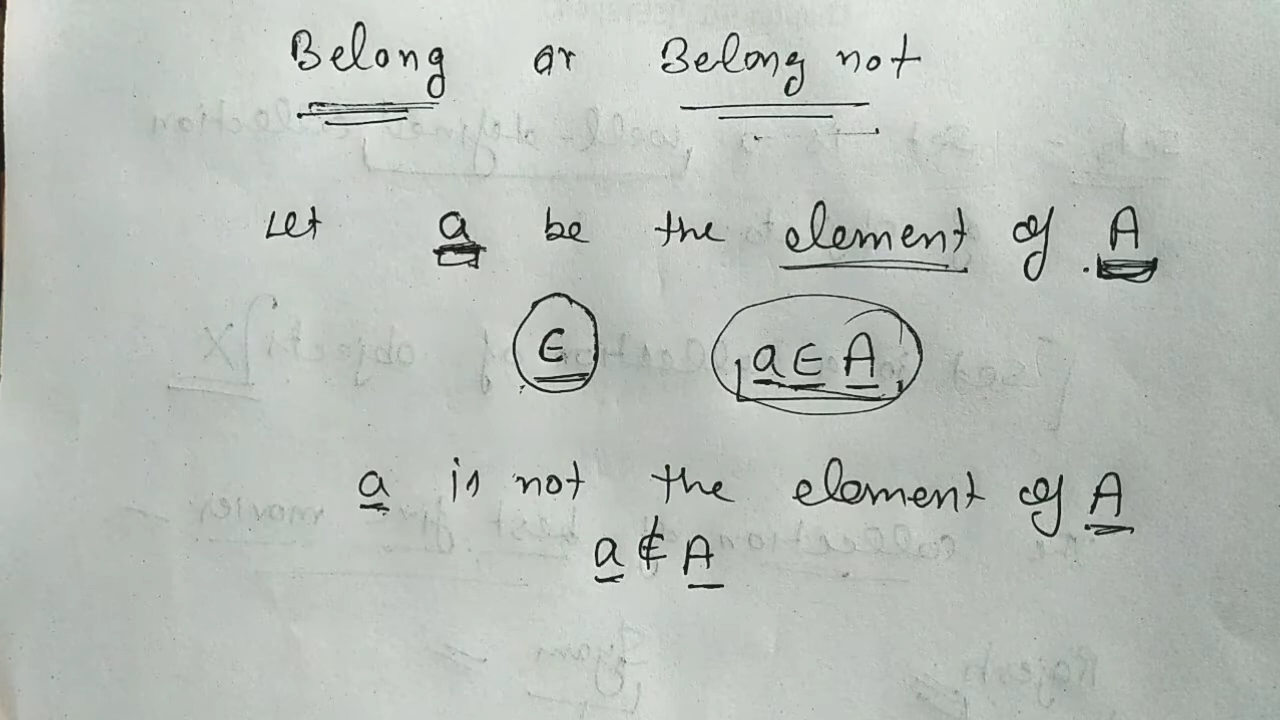 Belong or Belong not
Let a be the element of A
∈ a ∈ A
a is not the element of A
a ∉ A